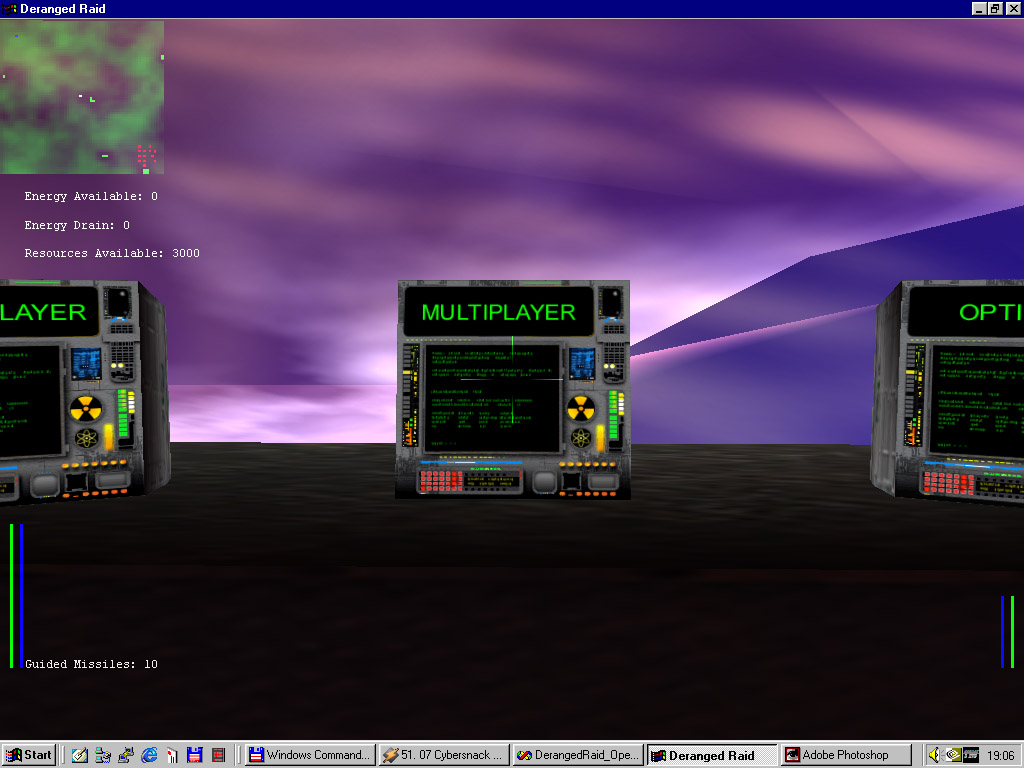 Deranged Raid
Energy Available: 0
Energy Drain: 0
Resources Available: 3000
LAYER
MULTIPLAYER
OPTI
Guided Missiles: 10
Start
Windows Command...
51. 07 Cybersnack ...
DerangedRaid_Ope...
Deranged Raid
Adobe Photoshop
19:06